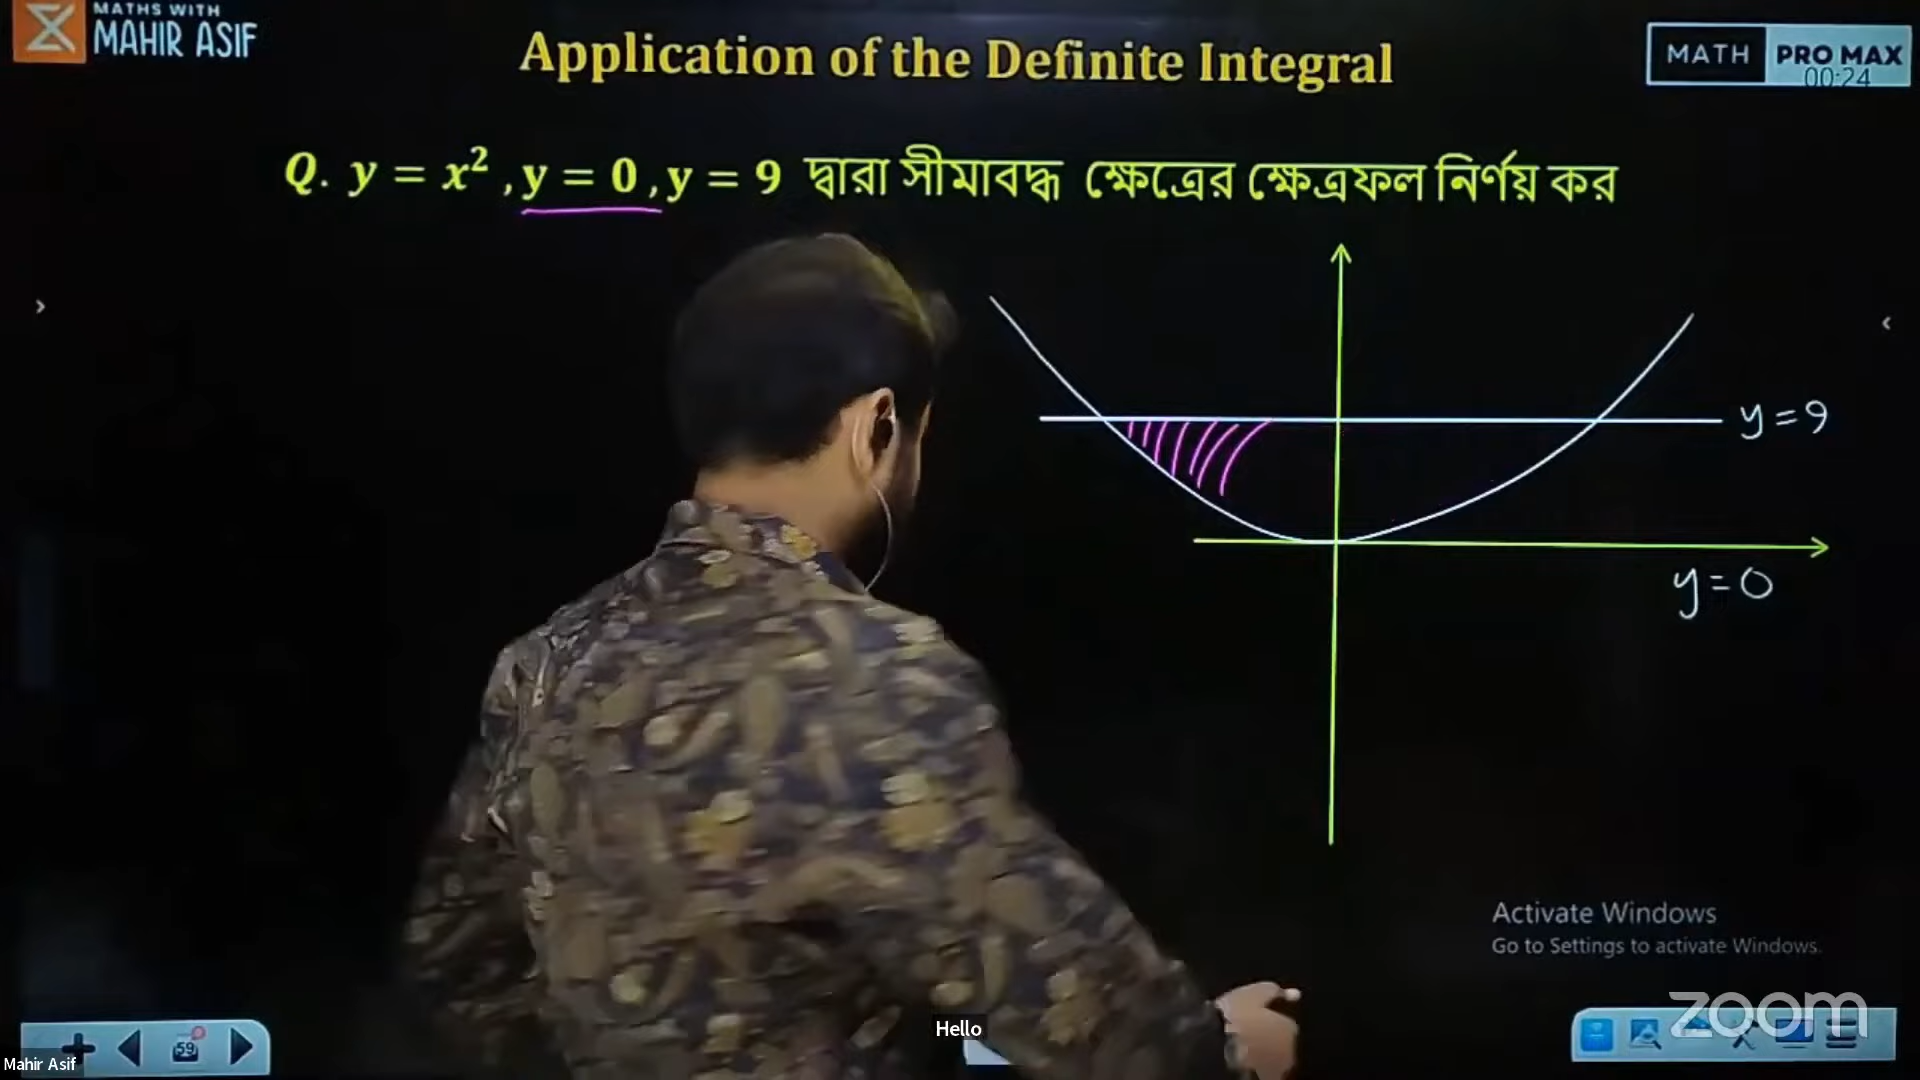 MATHS WITH
MAHIR ASIF
Application of the Definite Integral
MATH PRO MAX
00:24
Q. y = x² , y = 0 , y = 9 দ্বারা সীমাবদ্ধ ক্ষেত্রের ক্ষেত্রফল নির্ণয় কর
y = 9
y = 0
Activate Windows
Go to Settings to activate Windows.
zoom
59
Hello
Mahir Asif